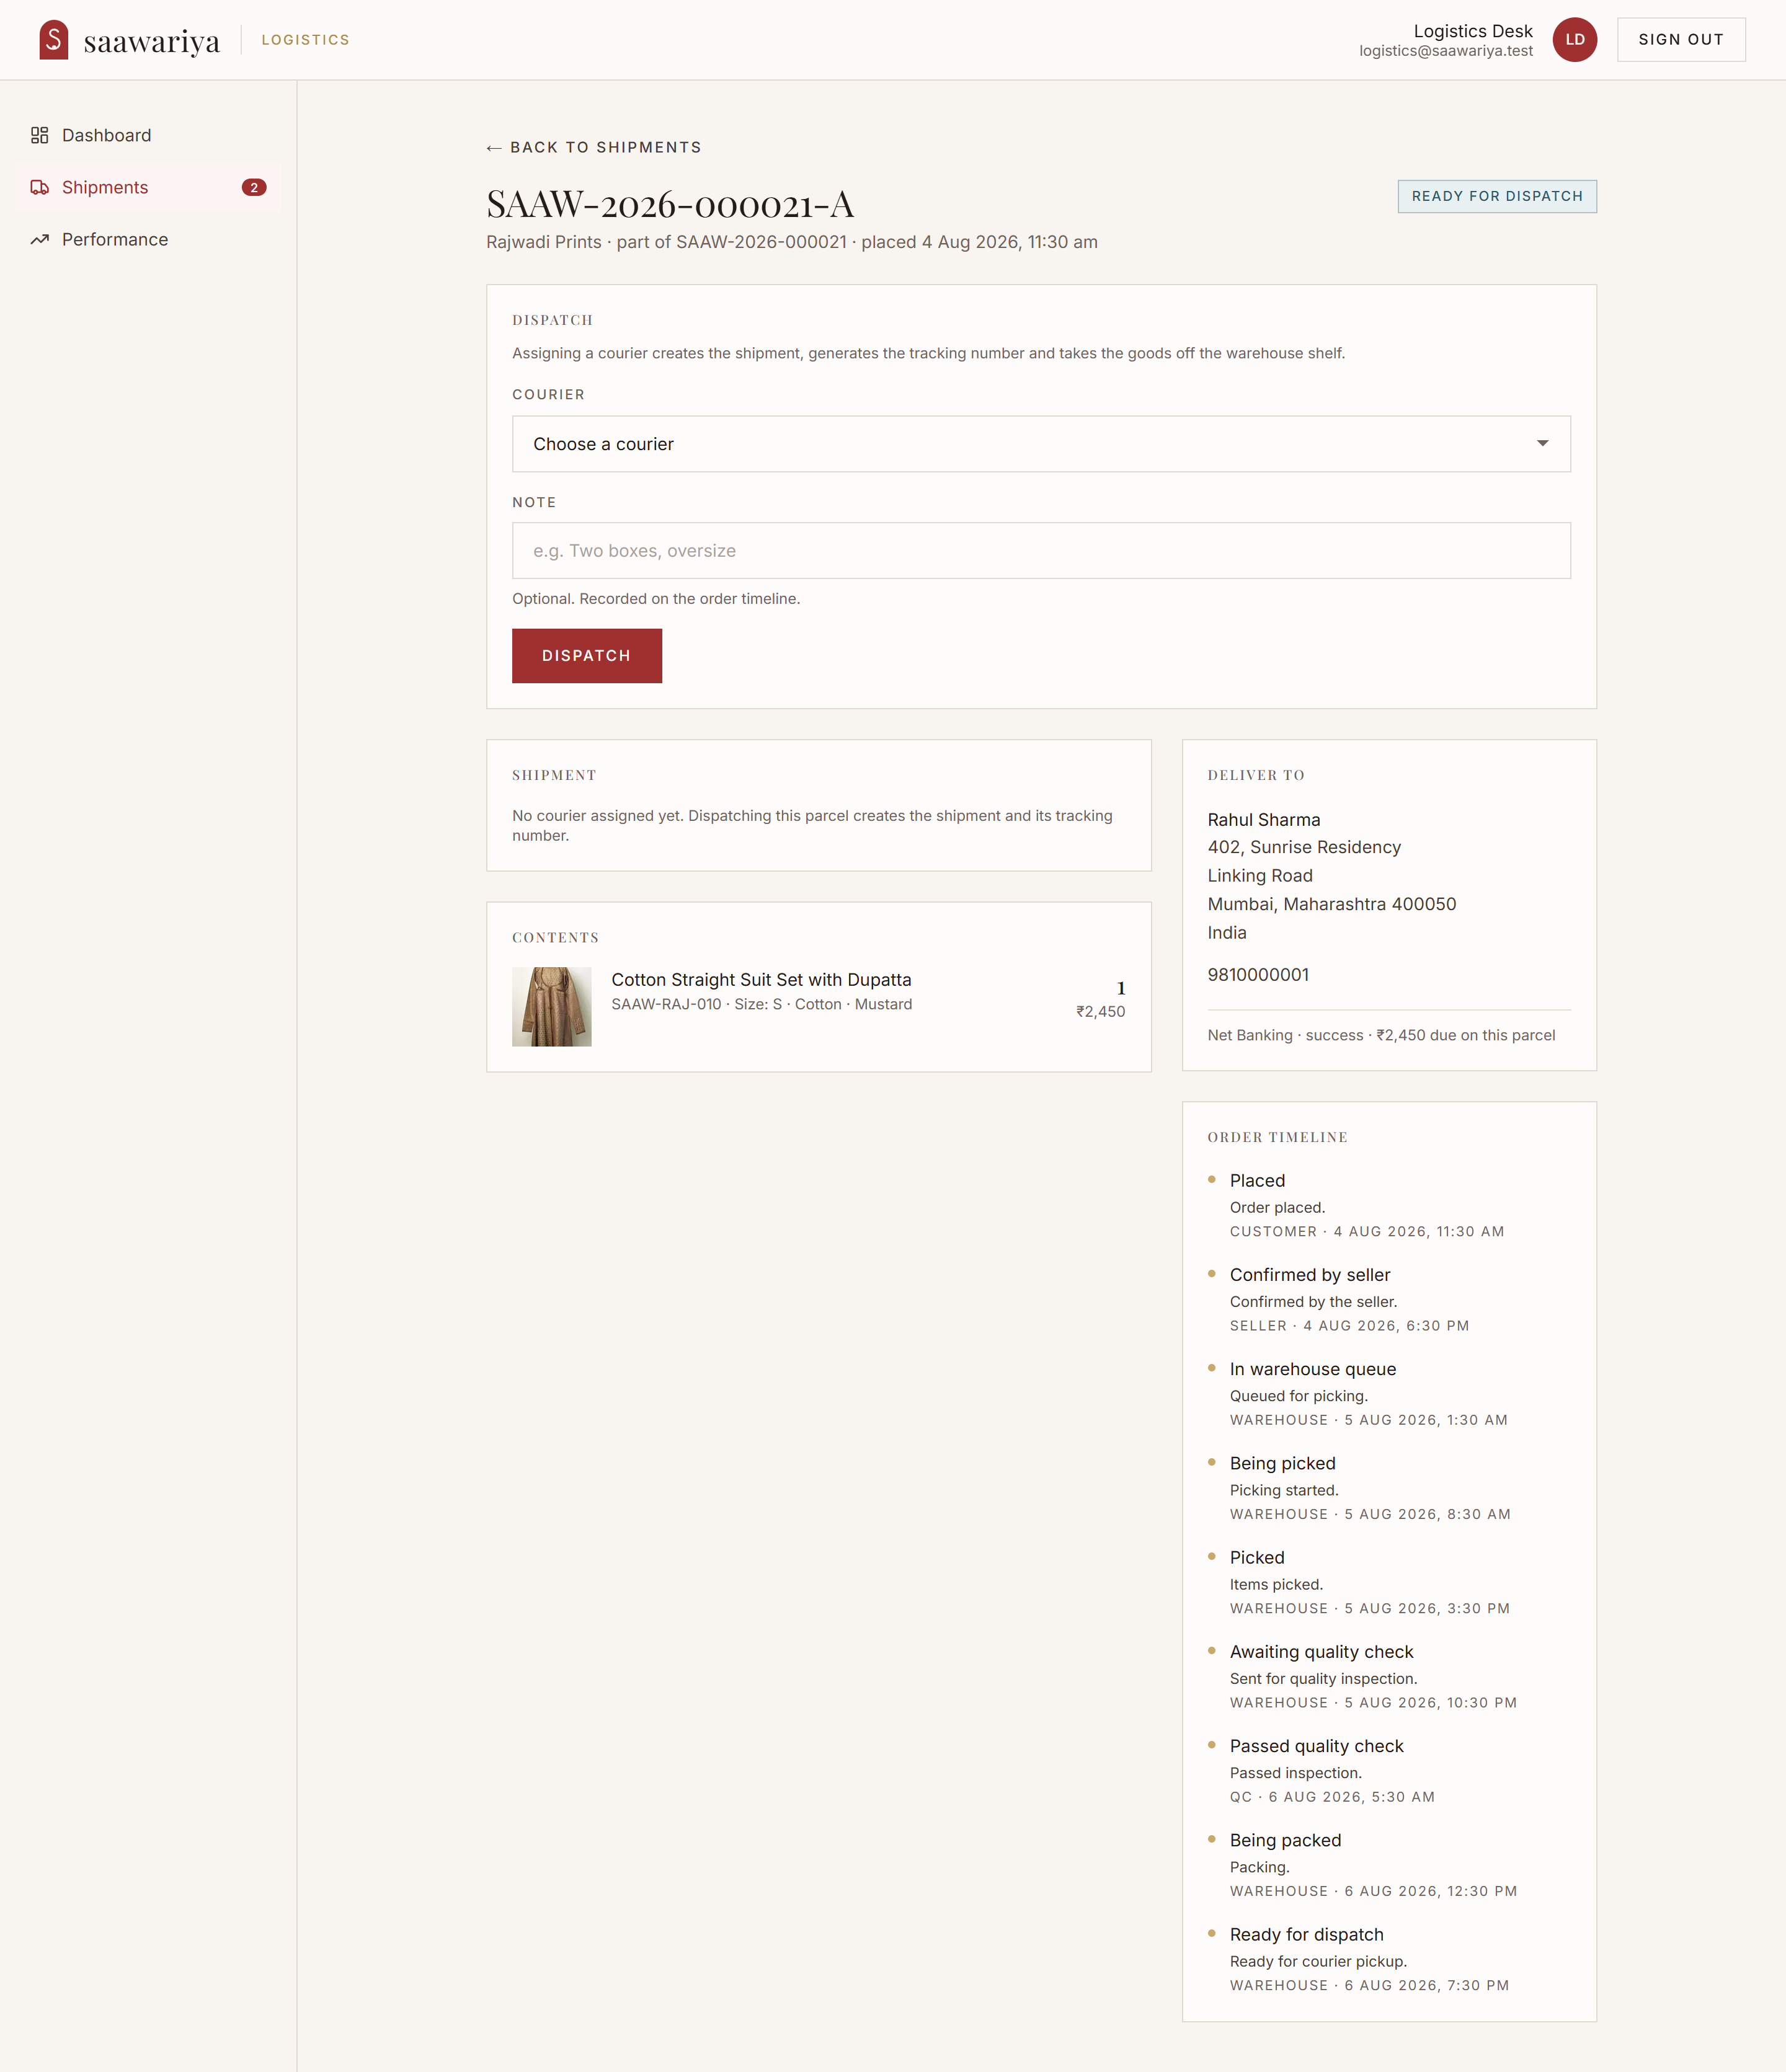 saawariya
LOGISTICS
Logistics Desk
logistics@saawariya.test
LD
SIGN OUT
Dashboard
Shipments
2
Performance
← BACK TO SHIPMENTS
SAAW-2026-000021-A
READY FOR DISPATCH
Rajwadi Prints · part of SAAW-2026-000021 · placed 4 Aug 2026, 11:30 am
DISPATCH
Assigning a courier creates the shipment, generates the tracking number and takes the goods off the warehouse shelf.
COURIER
Choose a courier
NOTE
e.g. Two boxes, oversize
Optional. Recorded on the order timeline.
DISPATCH
SHIPMENT
No courier assigned yet. Dispatching this parcel creates the shipment and its tracking
number.
CONTENTS
Cotton Straight Suit Set with Dupatta
SAAW-RAJ-010 · Size: S · Cotton · Mustard
1
₹2,450
DELIVER TO
Rahul Sharma
402, Sunrise Residency
Linking Road
Mumbai, Maharashtra 400050
India
9810000001
Net Banking · success · ₹2,450 due on this parcel
ORDER TIMELINE
Placed
Order placed.
CUSTOMER · 4 AUG 2026, 11:30 AM
Confirmed by seller
Confirmed by the seller.
SELLER · 4 AUG 2026, 6:30 PM
In warehouse queue
Queued for picking.
WAREHOUSE · 5 AUG 2026, 1:30 AM
Being picked
Picking started.
WAREHOUSE · 5 AUG 2026, 8:30 AM
Picked
Items picked.
WAREHOUSE · 5 AUG 2026, 3:30 PM
Awaiting quality check
Sent for quality inspection.
WAREHOUSE · 5 AUG 2026, 10:30 PM
Passed quality check
Passed inspection.
QC · 6 AUG 2026, 5:30 AM
Being packed
Packing.
WAREHOUSE · 6 AUG 2026, 12:30 PM
Ready for dispatch
Ready for courier pickup.
WAREHOUSE · 6 AUG 2026, 7:30 PM